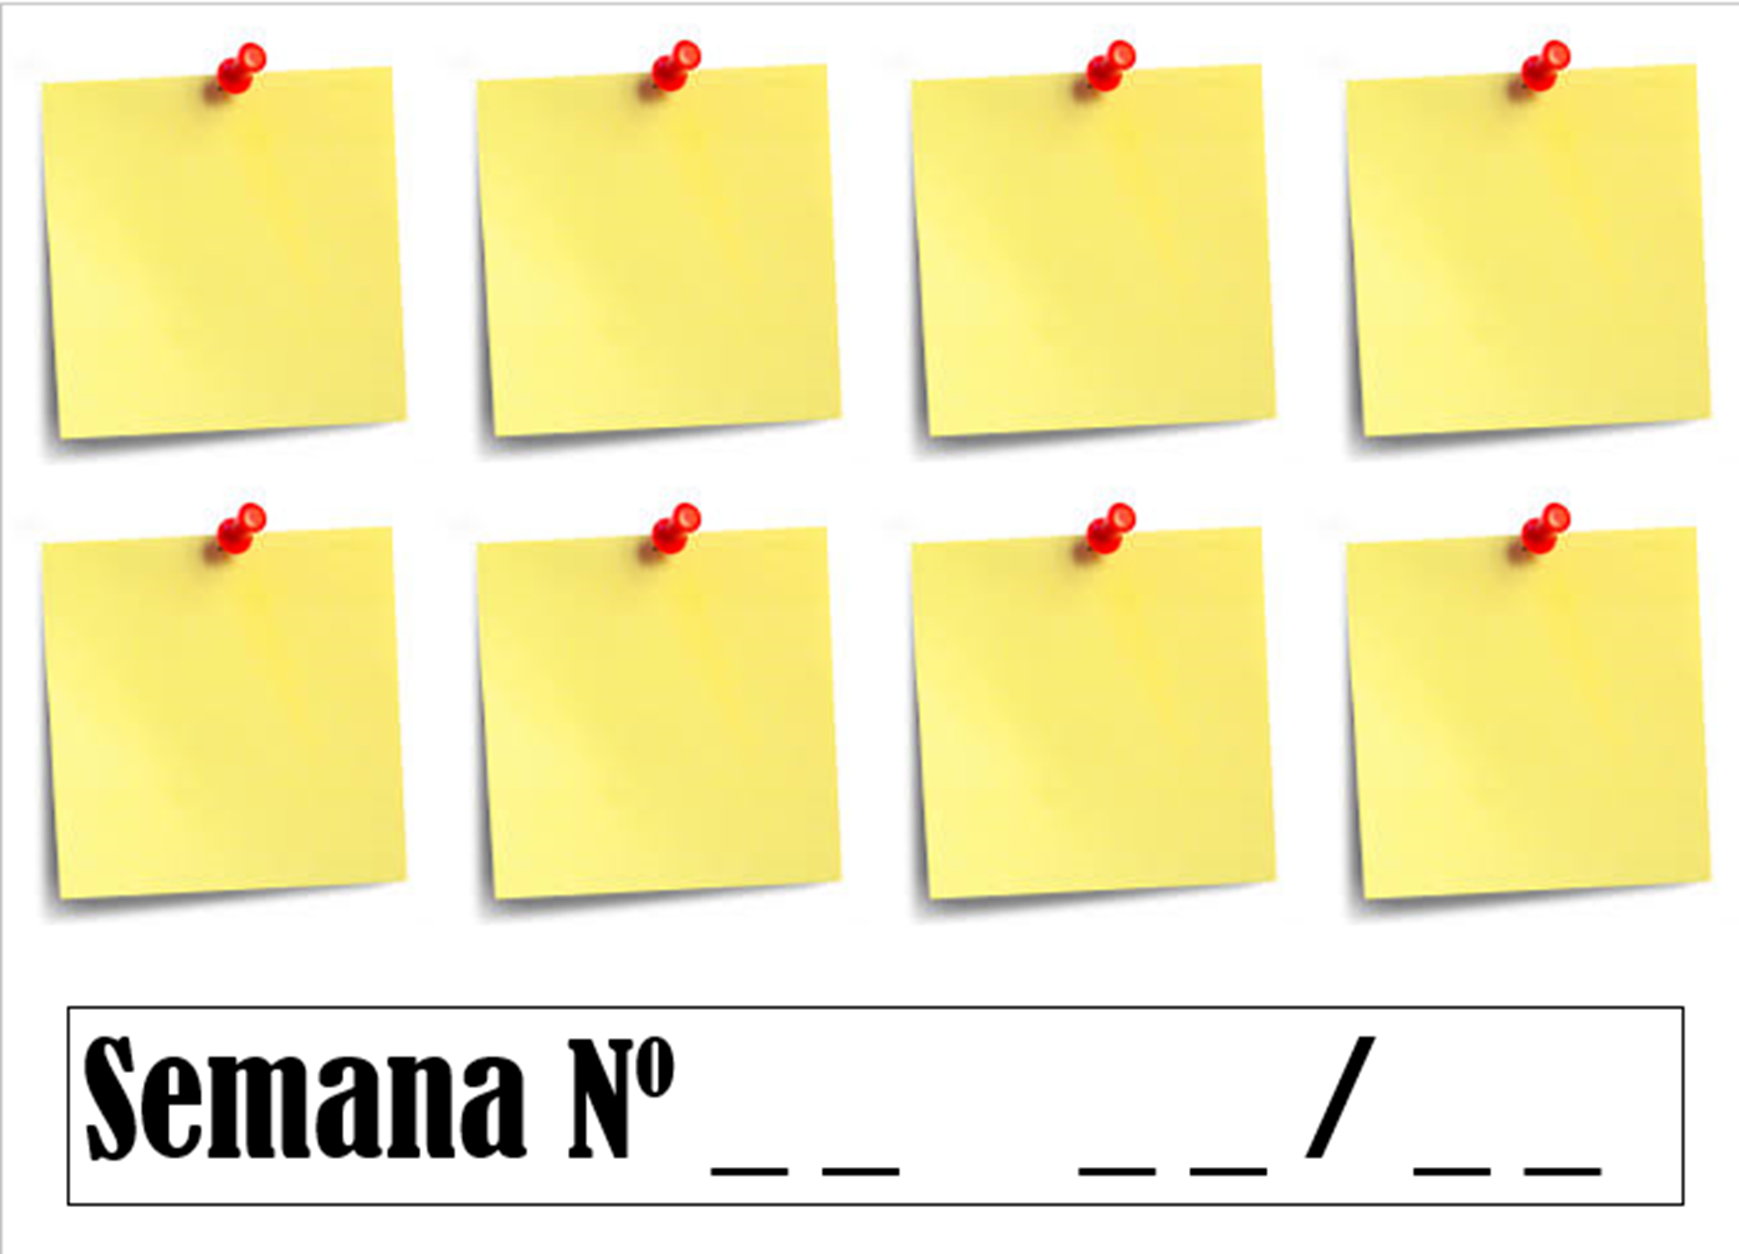 Semana Nº _ _ _ _ / _ _